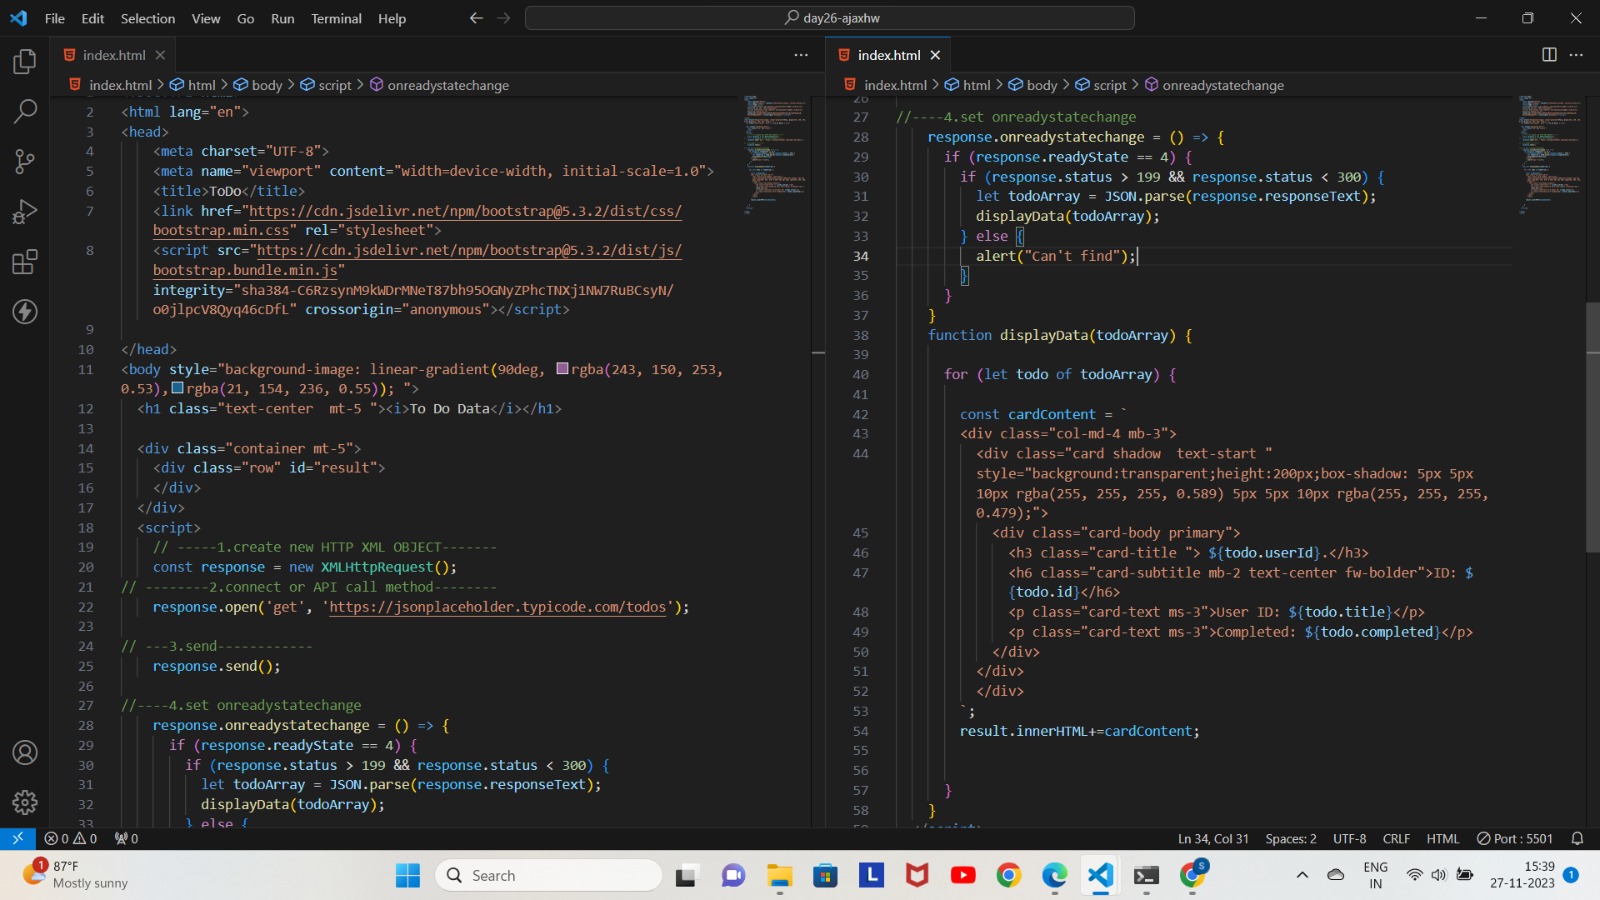 File Edit Selection View Go Run Terminal Help
day26-ajaxhw
index.html
index.html > html > body > script > onreadystatechange
2 <html lang="en">
3 <head>
4 <meta charset="UTF-8">
5 <meta name="viewport" content="width=device-width, initial-scale=1.0">
6 <title>ToDo</title>
7 <link href="https://cdn.jsdelivr.net/npm/bootstrap@5.3.2/dist/css/
bootstrap.min.css" rel="stylesheet">
8 <script src="https://cdn.jsdelivr.net/npm/bootstrap@5.3.2/dist/js/
bootstrap.bundle.min.js"
integrity="sha384-C6RzsynM9kWDrMNeT87bh95OGNyZPhcTNXj1NW7RuBCsyN/
o0jlpcV8Qyq46cDfL" crossorigin="anonymous"></script>
9
10 </head>
11 <body style="background-image: linear-gradient(90deg, rgba(243, 150, 253,
0.53),rgba(21, 154, 236, 0.55)); ">
12 <h1 class="text-center  mt-5 "><i>To Do Data</i></h1>
13
14 <div class="container mt-5">
15 <div class="row" id="result">
16 </div>
17 </div>
18 <script>
19 // -----1.create new HTTP XML OBJECT-------
20 const response = new XMLHttpRequest();
21 // --------2.connect or API call method--------
22 response.open('get', 'https://jsonplaceholder.typicode.com/todos');
23
24 // ---3.send------------
25 response.send();
26
27 //----4.set onreadystatechange
28 response.onreadystatechange = () => {
29 if (response.readyState == 4) {
30 if (response.status > 199 && response.status < 300) {
31 let todoArray = JSON.parse(response.responseText);
32 displayData(todoArray);
33 } else {
index.html
index.html > html > body > script > onreadystatechange
26
27 //----4.set onreadystatechange
28 response.onreadystatechange = () => {
29 if (response.readyState == 4) {
30 if (response.status > 199 && response.status < 300) {
31 let todoArray = JSON.parse(response.responseText);
32 displayData(todoArray);
33 } else {
34 alert("Can't find");
35 }
36 }
37 }
38 function displayData(todoArray) {
39
40 for (let todo of todoArray) {
41
42 const cardContent = `
43 <div class="col-md-4 mb-3">
44 <div class="card shadow  text-start "
style="background:transparent;height:200px;box-shadow: 5px 5px
10px rgba(255, 255, 255, 0.589) 5px 5px 10px rgba(255, 255, 255,
0.479);">
45 <div class="card-body primary">
46 <h3 class="card-title "> ${todo.userId}.</h3>
47 <h6 class="card-subtitle mb-2 text-center fw-bolder">ID: $
{todo.id}</h6>
48 <p class="card-text ms-3">User ID: ${todo.title}</p>
49 <p class="card-text ms-3">Completed: ${todo.completed}</p>
50 </div>
51 </div>
52 </div>
53 `;
54 result.innerHTML+=cardContent;
55
56
57 }
58 }
0 0 0
Ln 34, Col 31 Spaces: 2 UTF-8 CRLF HTML Port : 5501
1 87°F
Mostly sunny
Search
L
S
ENG
IN
15:39
27-11-2023
1